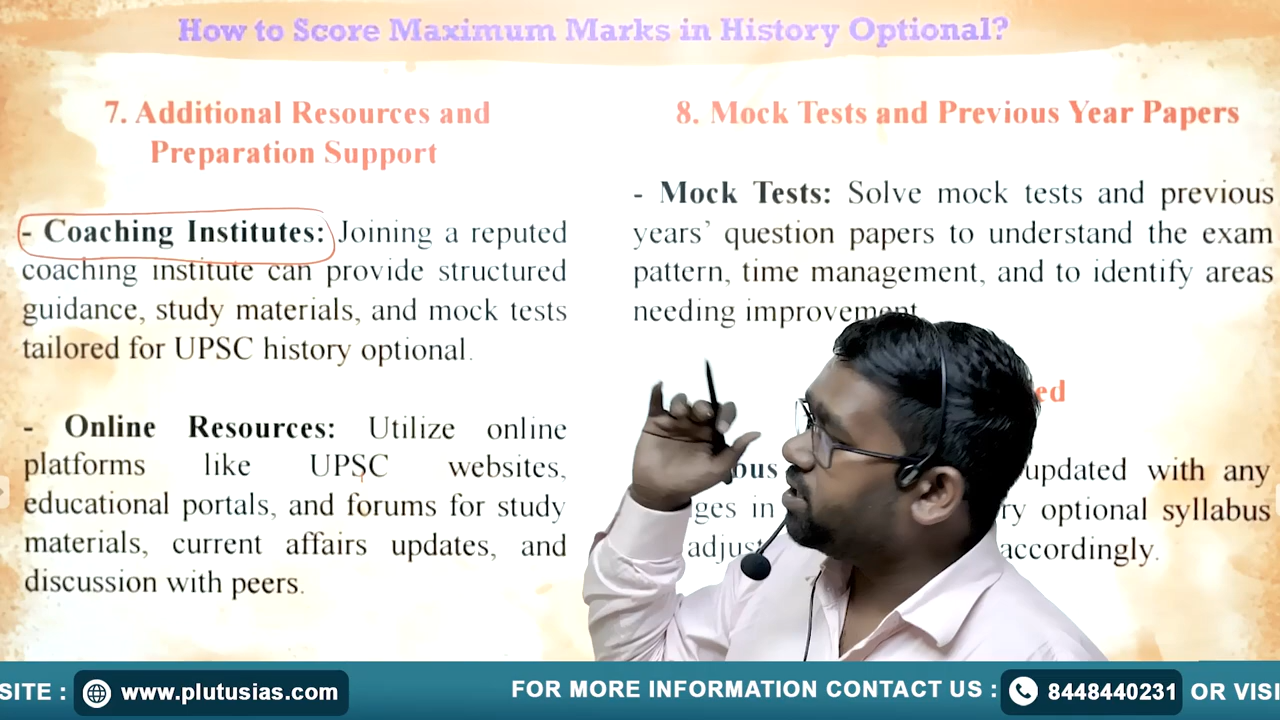 How to Score Maximum Marks in History Optional?
7. Additional Resources and
Preparation Support
- Coaching Institutes: Joining a reputed
coaching institute can provide structured
guidance, study materials, and mock tests
tailored for UPSC history optional.
- Online Resources: Utilize online
platforms like UPSC websites,
educational portals, and forums for study
materials, current affairs updates, and
discussion with peers.
8. Mock Tests and Previous Year Papers
- Mock Tests: Solve mock tests and previous
years' question papers to understand the exam
pattern, time management, and to identify areas
needing improvement
updated with any
in optional syllabus
accordingly.
SITE : www.plutusias.com FOR MORE INFORMATION CONTACT US : 8448440231 OR